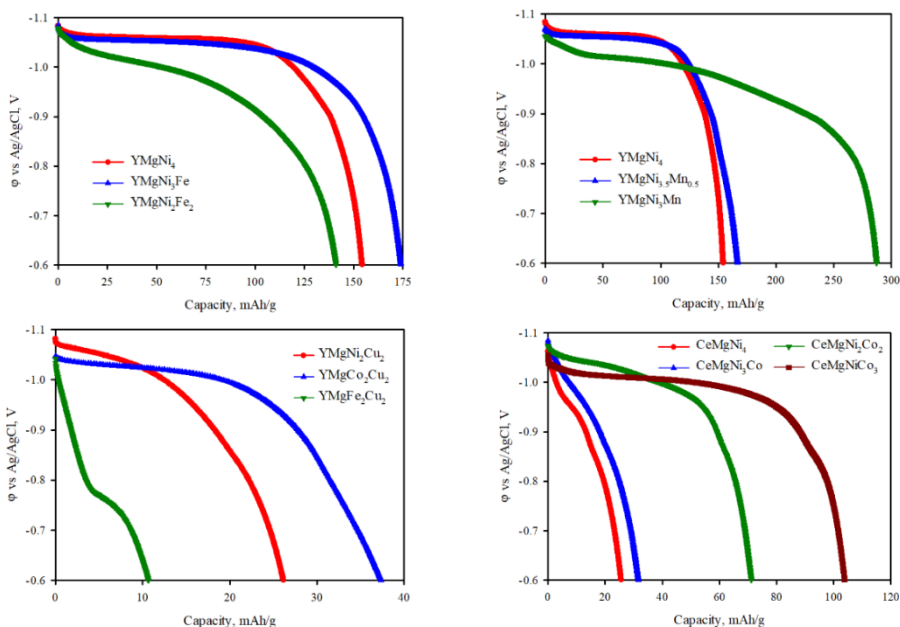 -1.1
-1.0
-0.9
-0.8
-0.7
-0.6
φ vs Ag/AgCl, V
YMgNi₄
YMgNi₃Fe
YMgNi₂Fe₂
0 25 50 75 100 125 150 175
Capacity, mAh/g
-1.1
-1.0
-0.9
-0.8
-0.7
-0.6
φ vs Ag/AgCl, V
YMgNi₄
YMgNi₃.₅Mn₀.₅
YMgNi₃Mn
0 50 100 150 200 250 300
Capacity, mAh/g
-1.1
-1.0
-0.9
-0.8
-0.7
-0.6
φ vs Ag/AgCl, V
YMgNi₂Cu₂
YMgCo₂Cu₂
YMgFe₂Cu₂
0 10 20 30 40
Capacity, mAh/g
-1.1
-1.0
-0.9
-0.8
-0.7
-0.6
φ vs Ag/AgCl, V
CeMgNi₄ CeMgNi₂Co₂
CeMgNi₃Co CeMgNiCo₃
0 20 40 60 80 100 120
Capacity, mAh/g